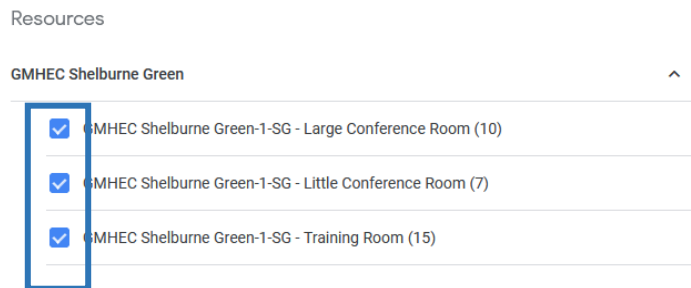 Resources
GMHEC Shelburne Green
GMHEC Shelburne Green-1-SG - Large Conference Room (10)
GMHEC Shelburne Green-1-SG - Little Conference Room (7)
GMHEC Shelburne Green-1-SG - Training Room (15)